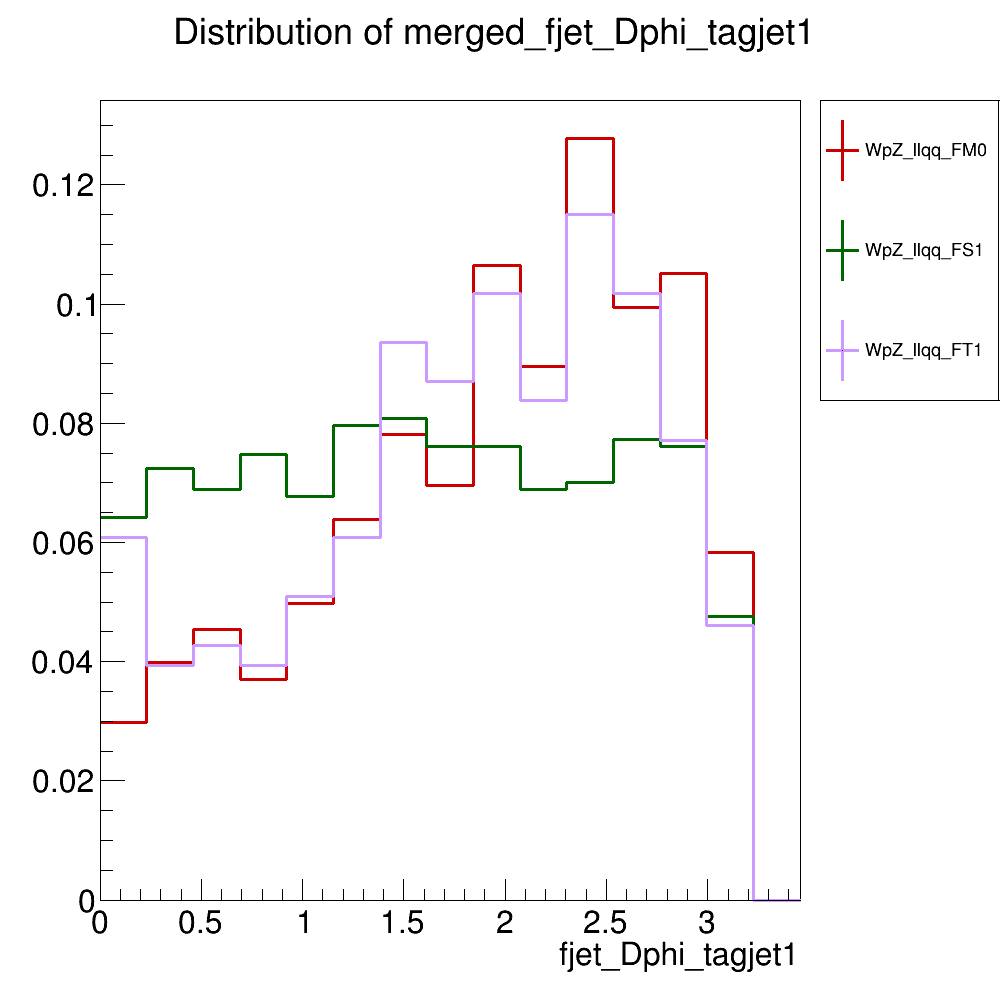 Distribution of merged_fjet_Dphi_tagjet1
WpZ_llqq_FM0
WpZ_llqq_FS1
WpZ_llqq_FT1
0.12
0.1
0.08
0.06
0.04
0.02
0
0 0.5 1 1.5 2 2.5 3
fjet_Dphi_tagjet1